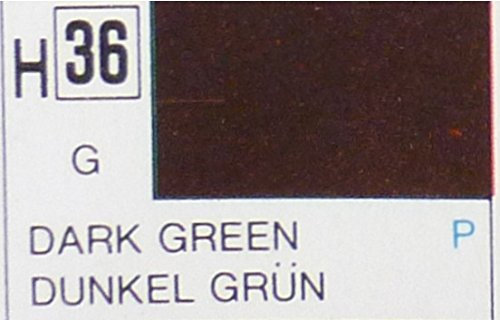 H 36
G
DARK GREEN P
DUNKEL GRÜN